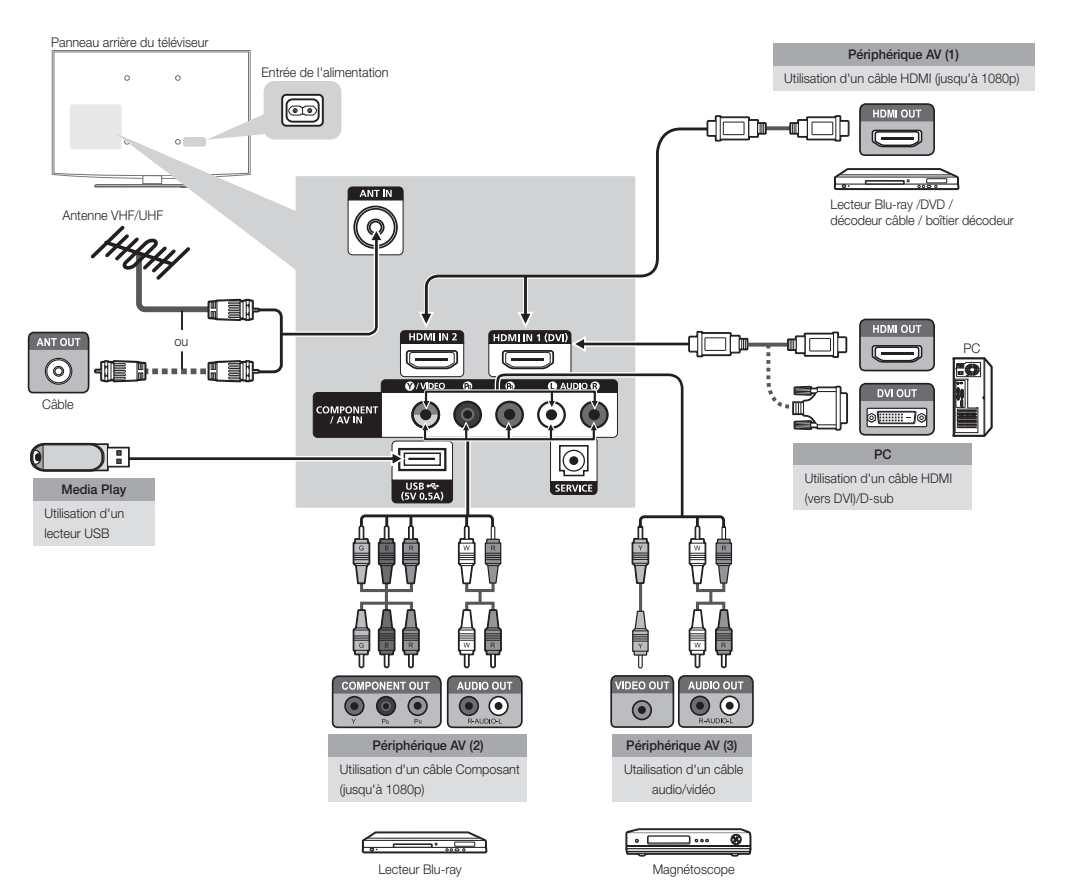 Panneau arrière du téléviseur
Entrée de l'alimentation
Périphérique AV (1)
Utilisation d'un câble HDMI (jusqu'à 1080p)
HDMI OUT
Lecteur Blu-ray /DVD /
décodeur câble / boîtier décodeur
ANT IN
Antenne VHF/UHF
ou
ANT OUT
Câble
HDMI IN 2
HDMI IN 1 (DVI)
HDMI OUT
PC
DVI OUT
PC
Utilisation d'un câble HDMI
(vers DVI)/D-sub
Y / VIDEO PB PR L AUDIO R
COMPONENT
/ AV IN
USB
(5V 0.5A)
SERVICE
Media Play
Utilisation d'un
lecteur USB
G B R W R
Y W R
G B R W R
Y W R
COMPONENT OUT
Y PB PR
AUDIO OUT
R-AUDIO-L
VIDEO OUT
AUDIO OUT
R-AUDIO-L
Périphérique AV (2)
Utilisation d'un câble Composant
(jusqu'à 1080p)
Périphérique AV (3)
Utailisation d'un câble
audio/vidéo
Lecteur Blu-ray
Magnétoscope